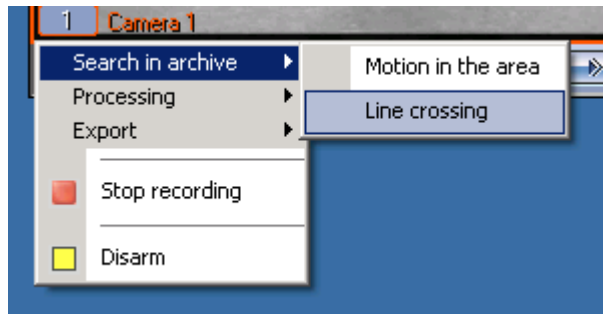 1 Camera 1
Search in archive
Motion in the area
Processing
Line crossing
Export
Stop recording
Disarm